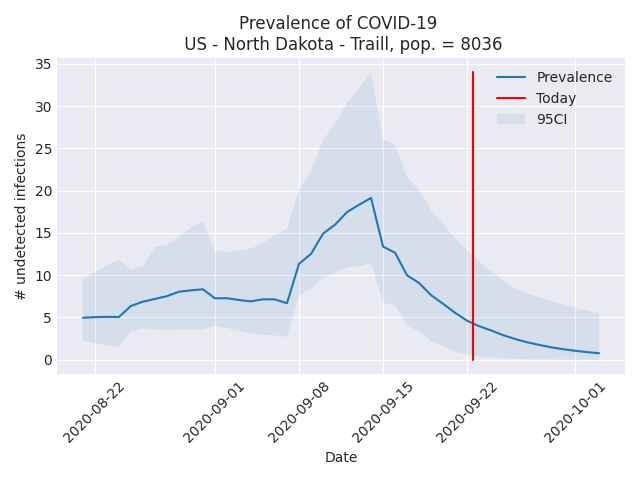 Prevalence of COVID-19
US - North Dakota - Traill, pop. = 8036
35
30
25
20
15
10
5
0
# undetected infections
Prevalence
Today
95CI
2020-08-22
2020-09-01
2020-09-08
2020-09-15
2020-09-22
2020-10-01
Date